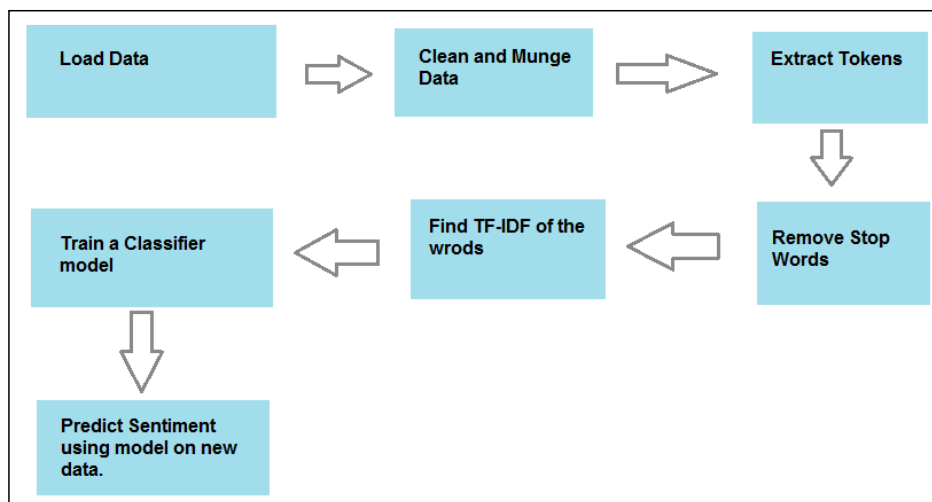 Load Data
Clean and Munge
Data
Extract Tokens
Remove Stop
Words
Find TF-IDF of the
wrods
Train a Classifier
model
Predict Sentiment
using model on new
data.